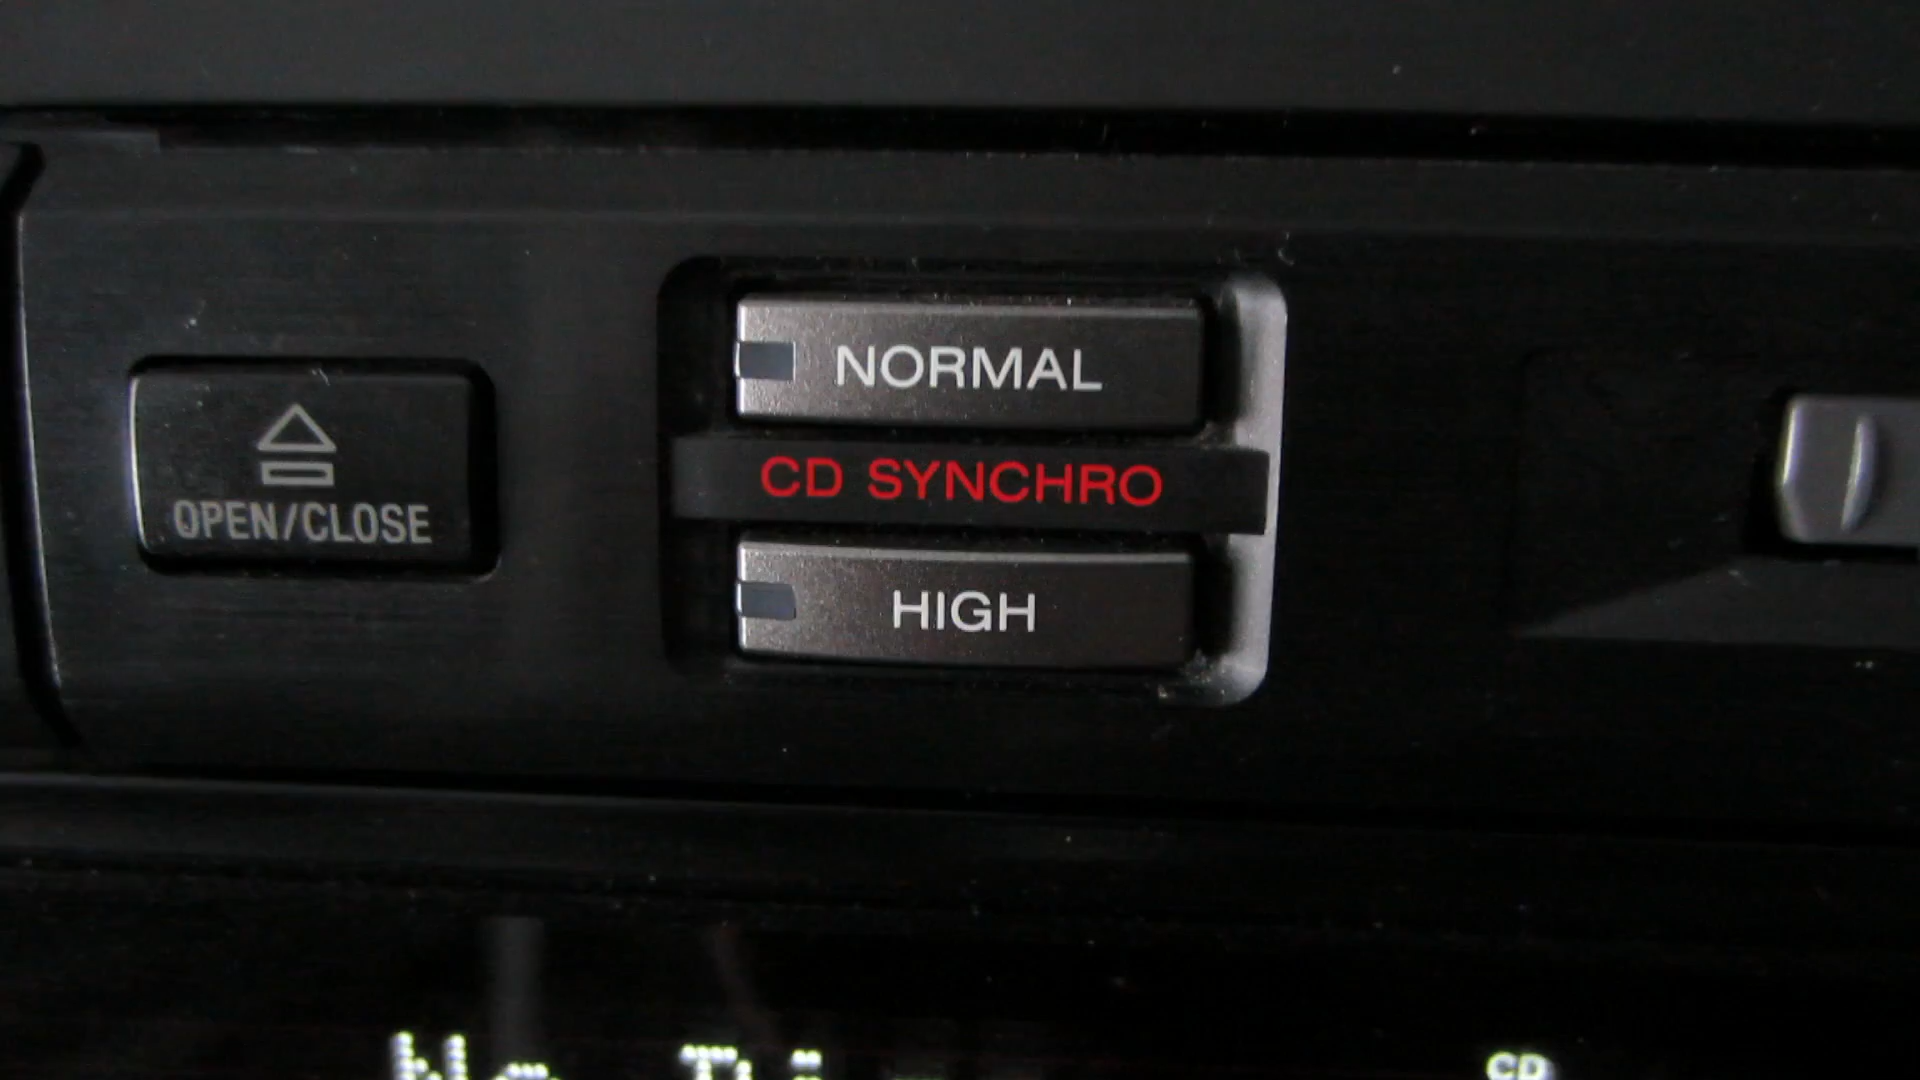 NORMAL
CD SYNCHRO
OPEN/CLOSE
HIGH
CD